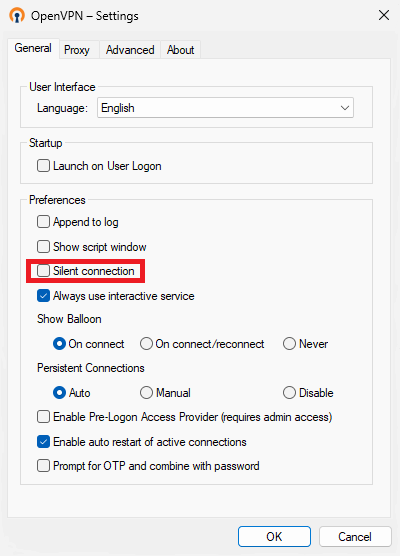 OpenVPN – Settings
General Proxy Advanced About
User Interface
Language: English
Startup
Launch on User Logon
Preferences
Append to log
Show script window
Silent connection
Always use interactive service
Show Balloon
On connect On connect/reconnect Never
Persistent Connections
Auto Manual Disable
Enable Pre-Logon Access Provider (requires admin access)
Enable auto restart of active connections
Prompt for OTP and combine with password
OK Cancel